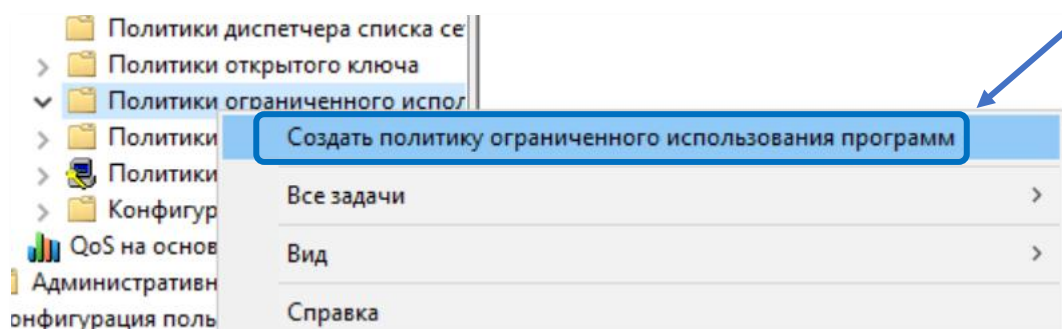 Политики диспетчера списка се
Политики открытого ключа
Политики ограниченного испол
Создать политику ограниченного использования программ
Политики
Политики
Все задачи
Конфигур
QoS на основ
Вид
Административн
Справка
онфигурация поль